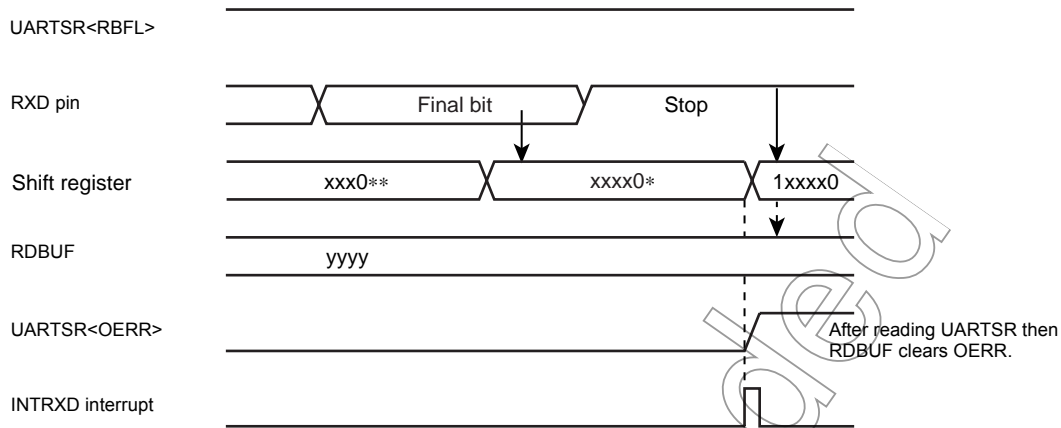 UARTSR<RBFL>
RXD pin
Final bit
Stop
Shift register
xxx0**
xxxx0*
1xxxx0
RDBUF
yyyy
UARTSR<OERR>
After reading UARTSR then
RDBUF clears OERR.
INTRXD interrupt
ded